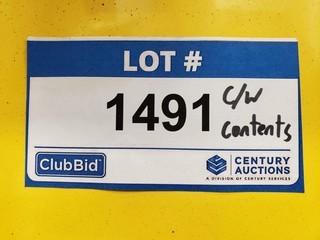 LOT #
1491 C/W
Contents
ClubBid
CENTURY
AUCTIONS
A DIVISION OF CENTURY SERVICES